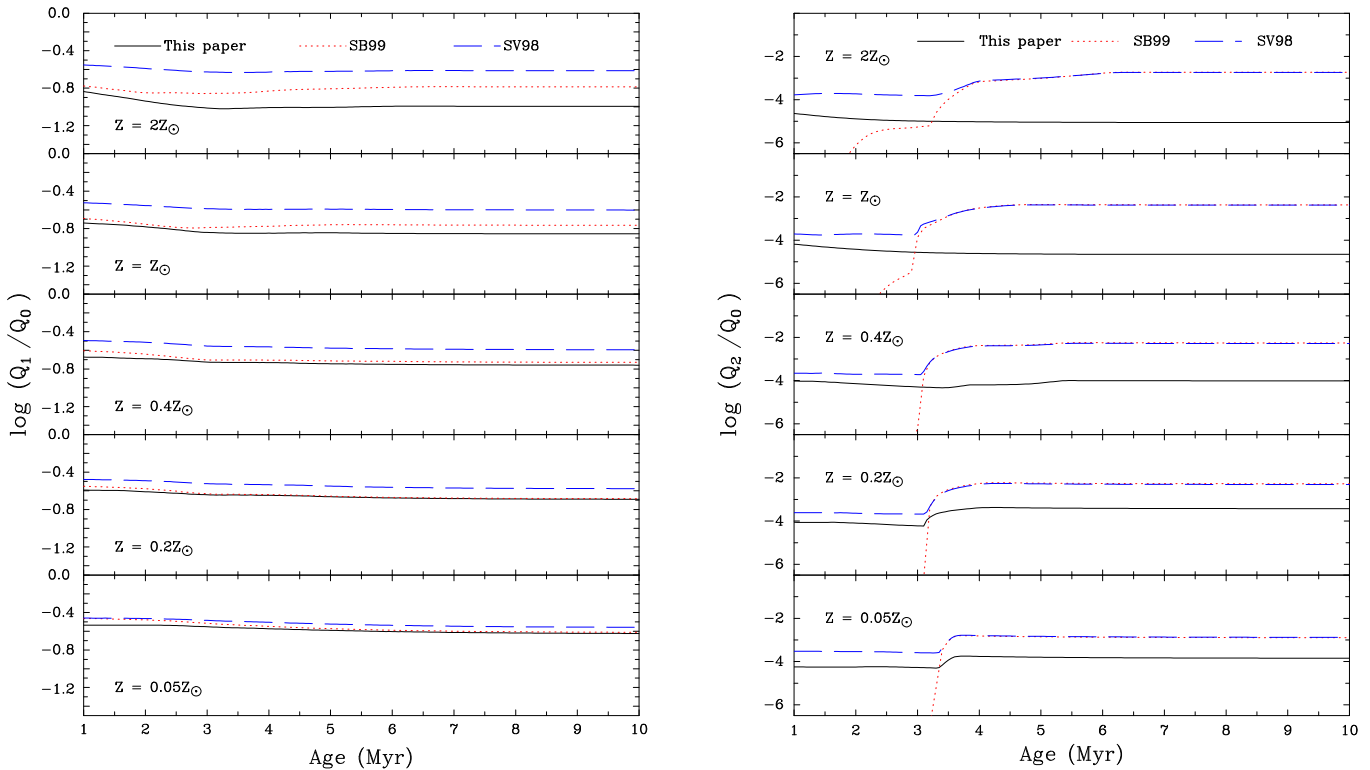 This paper SB99 SV98
0.0
−0.4
−0.8
−1.2
Z = 2Z⊙
0.0
−0.4
−0.8
−1.2
Z = Z⊙
0.0
−0.4
−0.8
−1.2
Z = 0.4Z⊙
0.0
−0.4
−0.8
−1.2
Z = 0.2Z⊙
0.0
−0.4
−0.8
−1.2
Z = 0.05Z⊙
log (Q₁/Q₀)
1 2 3 4 5 6 7 8 9 10
Age (Myr)
This paper SB99 SV98
Z = 2Z⊙
−2
−4
−6
Z = Z⊙
−2
−4
−6
Z = 0.4Z⊙
−2
−4
−6
Z = 0.2Z⊙
−2
−4
−6
Z = 0.05Z⊙
−2
−4
−6
log (Q₂/Q₀)
1 2 3 4 5 6 7 8 9 10
Age (Myr)